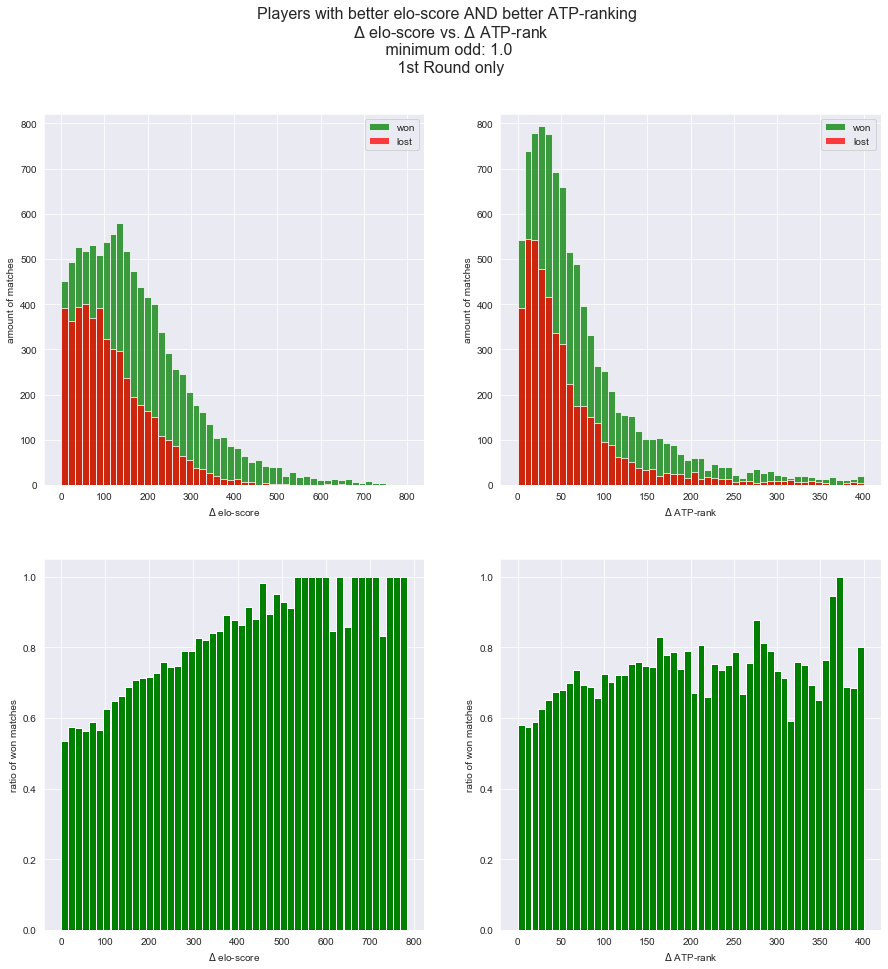 Players with better elo-score AND better ATP-ranking
Δ elo-score vs. Δ ATP-rank
minimum odd: 1.0
1st Round only
800
700
600
500
400
300
200
100
0
amount of matches
won
lost
0 100 200 300 400 500 600 700 800
Δ elo-score
800
700
600
500
400
300
200
100
0
amount of matches
won
lost
0 50 100 150 200 250 300 350 400
Δ ATP-rank
1.0
0.8
0.6
0.4
0.2
0.0
ratio of won matches
0 100 200 300 400 500 600 700 800
Δ elo-score
1.0
0.8
0.6
0.4
0.2
0.0
ratio of won matches
0 50 100 150 200 250 300 350 400
Δ ATP-rank